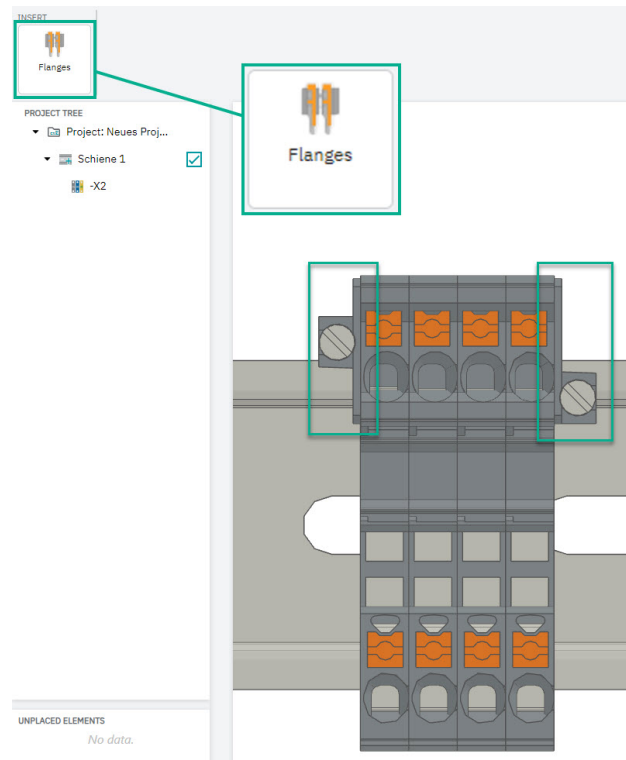 INSERT
Flanges
Flanges
PROJECT TREE
Project: Neues Proj...
Schiene 1
-X2
UNPLACED ELEMENTS
No data.